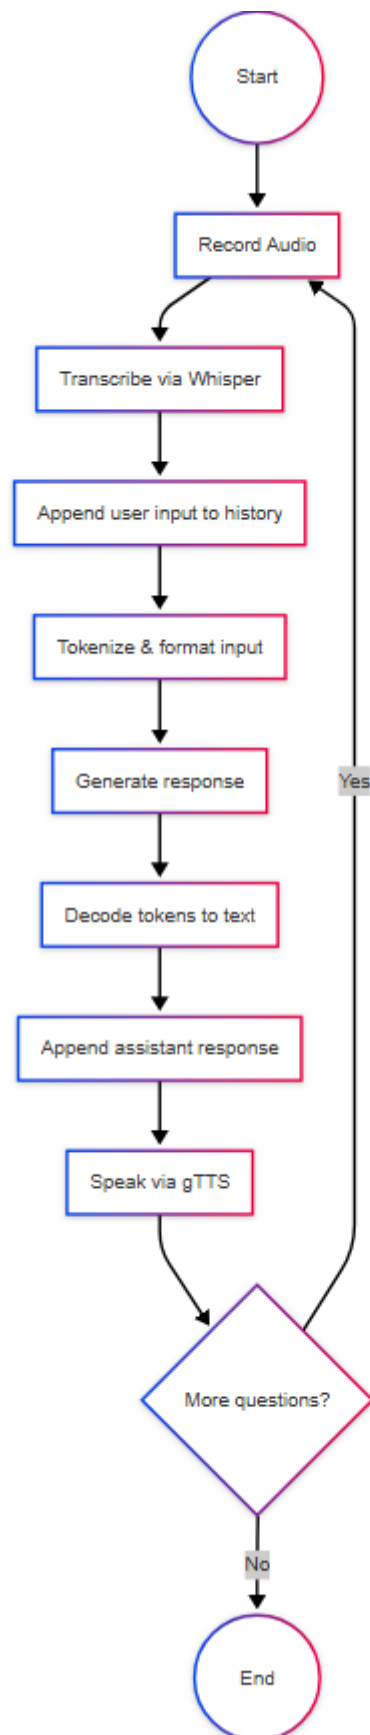 Start
Record Audio
Transcribe via Whisper
Append user input to history
Tokenize & format input
Generate response
Yes
Decode tokens to text
Append assistant response
Speak via gTTS
More questions?
No
End